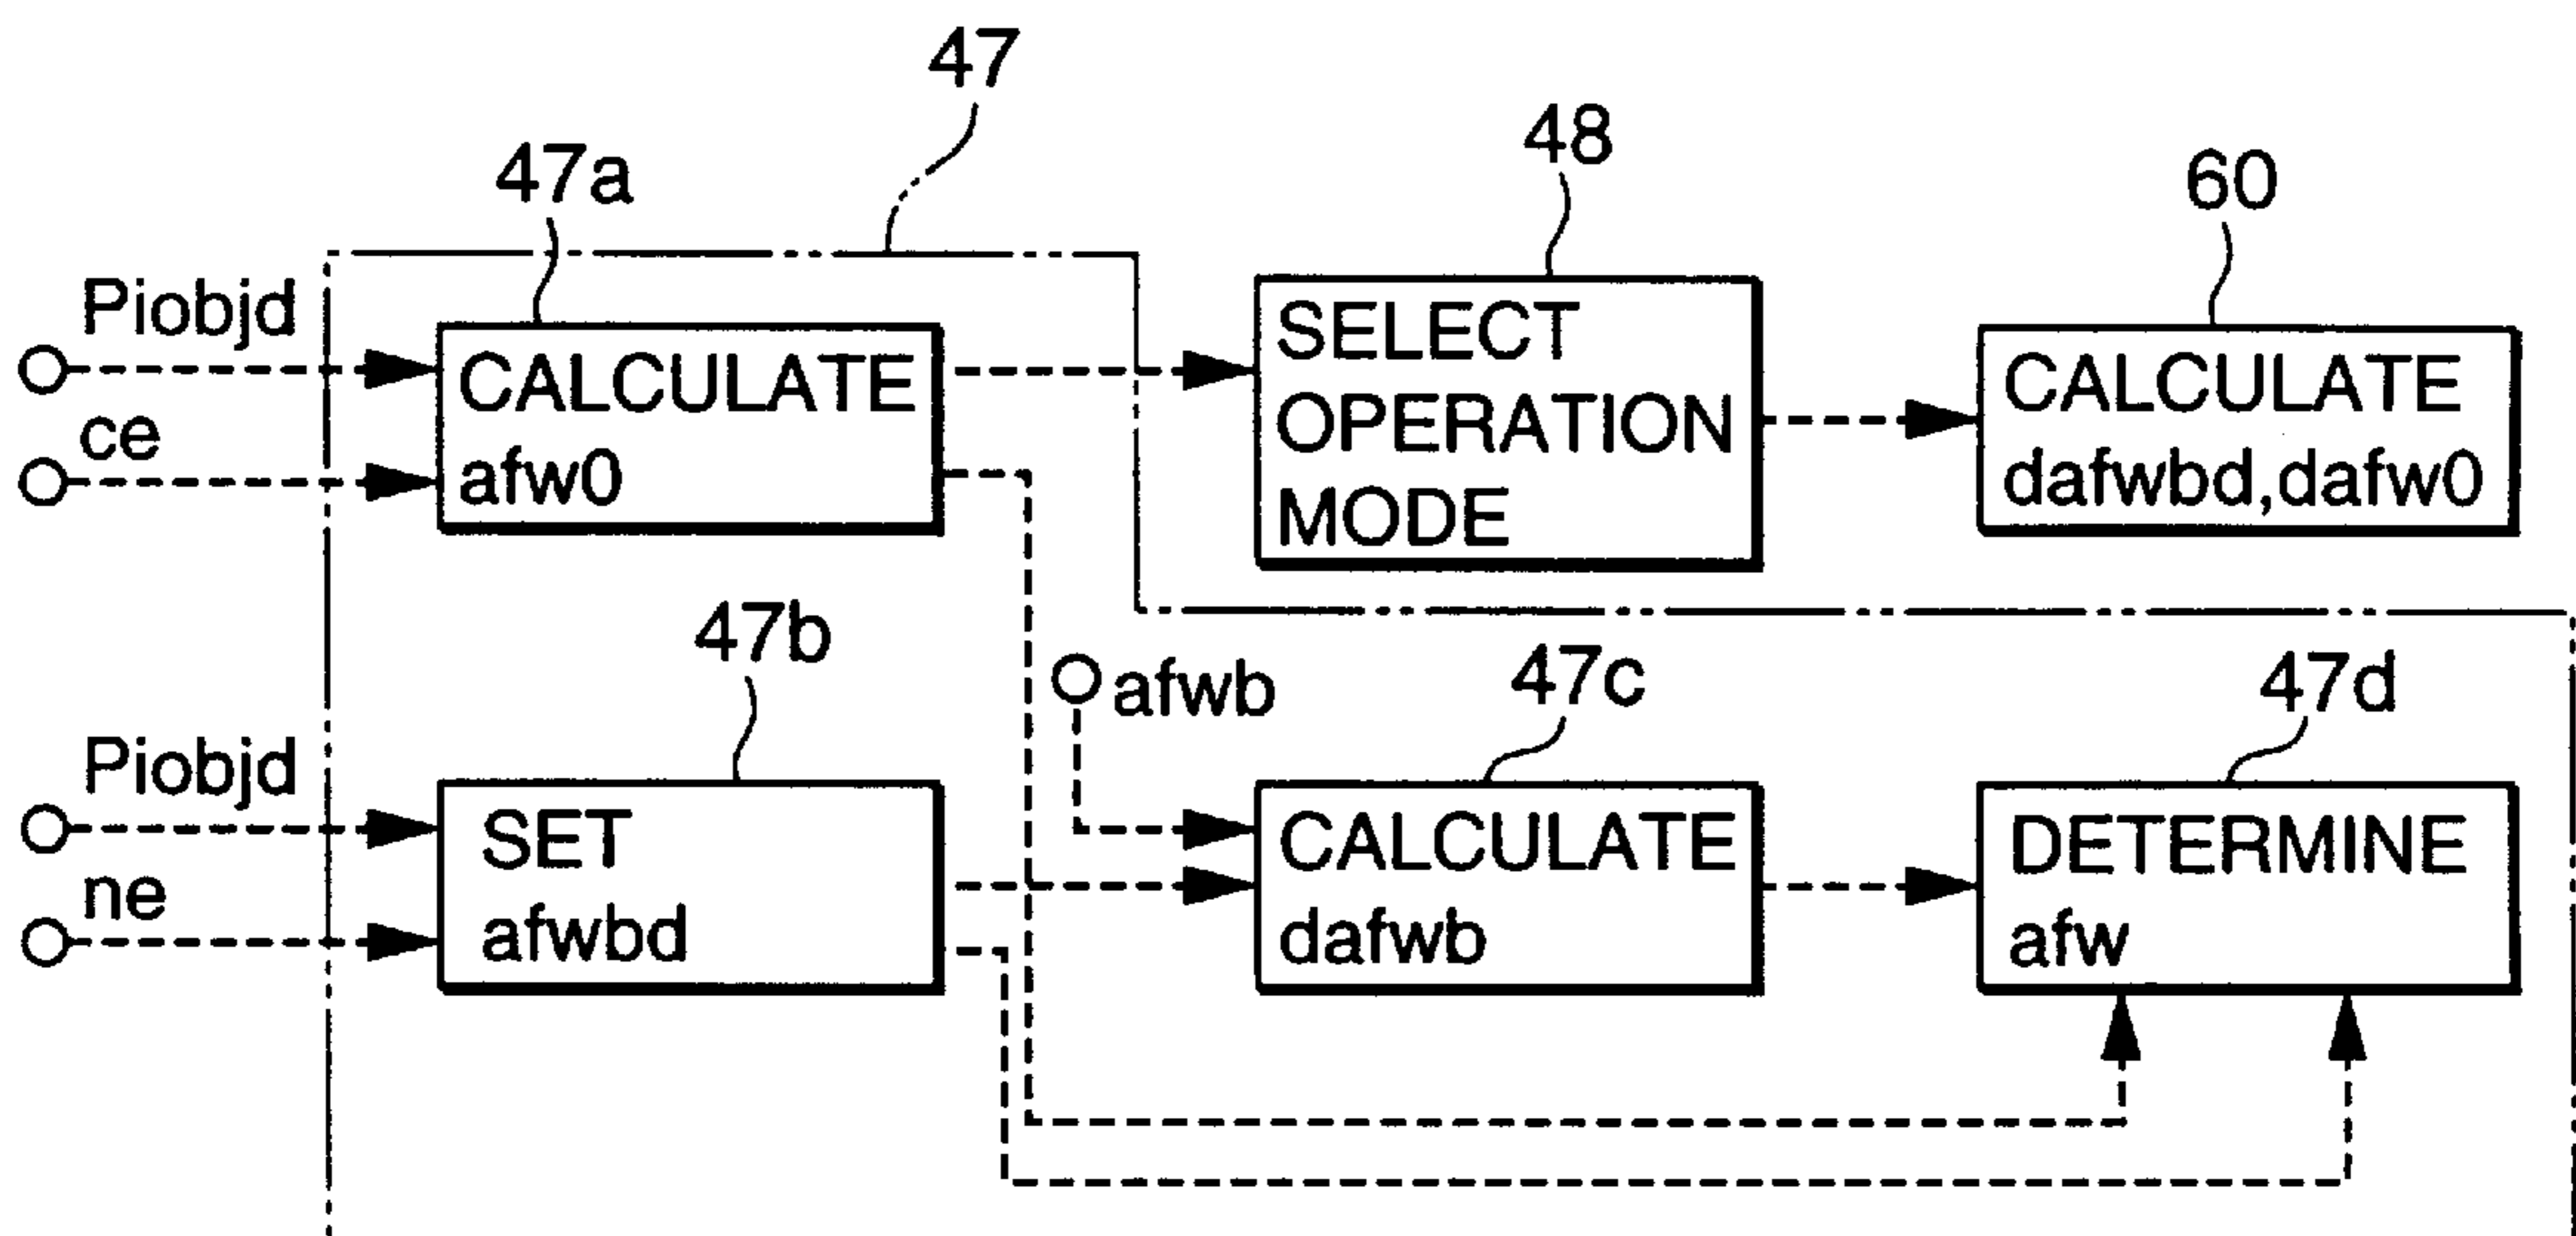 47
47a
48
60
Piobjd
ce
CALCULATE
afw0
SELECT
OPERATION
MODE
CALCULATE
dafwbd,dafw0
47b
afwb
47c
47d
Piobjd
ne
SET
afwbd
CALCULATE
dafwb
DETERMINE
afw